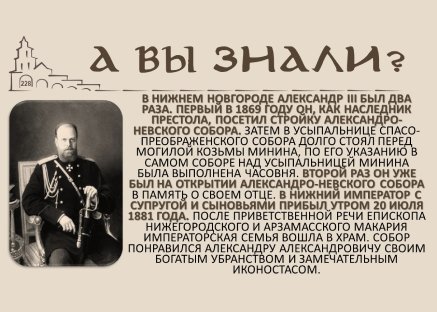 А ВЫ ЗНАЛИ?
228
В НИЖНЕМ НОВГОРОДЕ АЛЕКСАНДР III БЫЛ ДВА
РАЗА. ПЕРВЫЙ В 1869 ГОДУ ОН, КАК НАСЛЕДНИК
ПРЕСТОЛА, ПОСЕТИЛ СТРОЙКУ АЛЕКСАНДРО-
НЕВСКОГО СОБОРА. ЗАТЕМ В УСЫПАЛЬНИЦЕ СПАСО-
ПРЕОБРАЖЕНСКОГО СОБОРА ДОЛГО СТОЯЛ ПЕРЕД
МОГИЛОЙ КОЗЬМЫ МИНИНА, ПО ЕГО УКАЗАНИЮ В
САМОМ СОБОРЕ НАД УСЫПАЛЬНИЦЕЙ МИНИНА
БЫЛА ВЫПОЛНЕНА ЧАСОВНЯ. ВТОРОЙ РАЗ ОН УЖЕ
БЫЛ НА ОТКРЫТИИ АЛЕКСАНДРО-НЕВСКОГО СОБОРА
В ПАМЯТЬ О СВОЕМ ОТЦЕ. В НИЖНИЙ ИМПЕРАТОР С
СУПРУГОЙ И СЫНОВЬЯМИ ПРИБЫЛ УТРОМ 20 ИЮЛЯ
1881 ГОДА. ПОСЛЕ ПРИВЕТСТВЕННОЙ РЕЧИ ЕПИСКОПА
НИЖЕГОРОДСКОГО И АРЗАМАССКОГО МАКАРИЯ
ИМПЕРАТОРСКАЯ СЕМЬЯ ВОШЛА В ХРАМ. СОБОР
ПОНРАВИЛСЯ АЛЕКСАНДРУ АЛЕКСАНДРОВИЧУ СВОИМ
БОГАТЫМ УБРАНСТВОМ И ЗАМЕЧАТЕЛЬНЫМ
ИКОНОСТАСОМ.